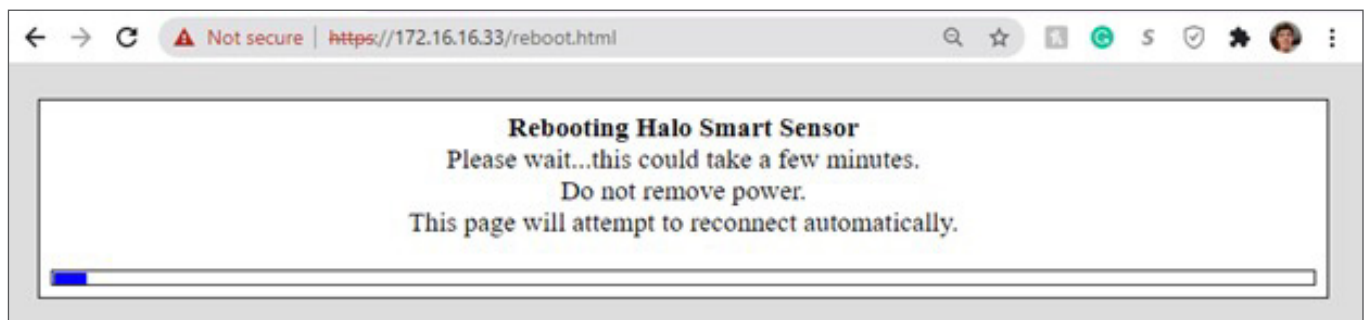 Not secure | https://172.16.16.33/reboot.html
Rebooting Halo Smart Sensor
Please wait...this could take a few minutes.
Do not remove power.
This page will attempt to reconnect automatically.